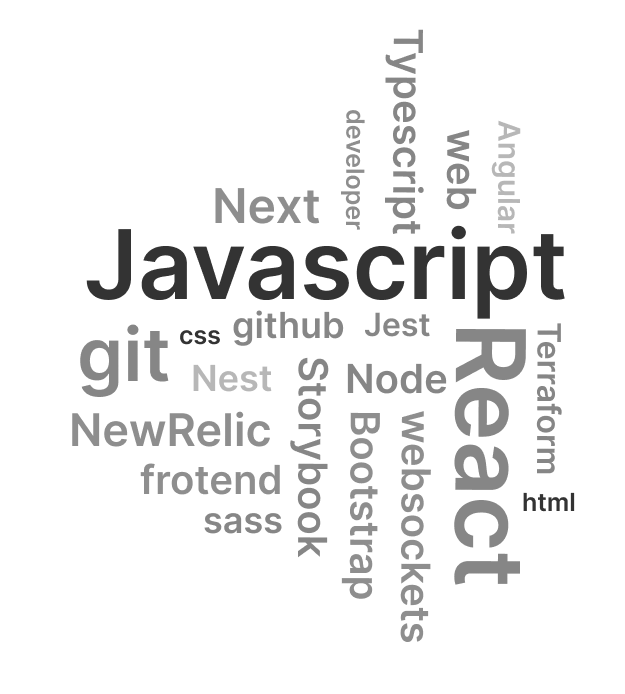 Typescript
developer
web
Angular
Next
Javascript
git
css
github
Jest
React
Terraform
Nest
Storybook
Node
NewRelic
Bootstrap
websockets
frotend
html
sass